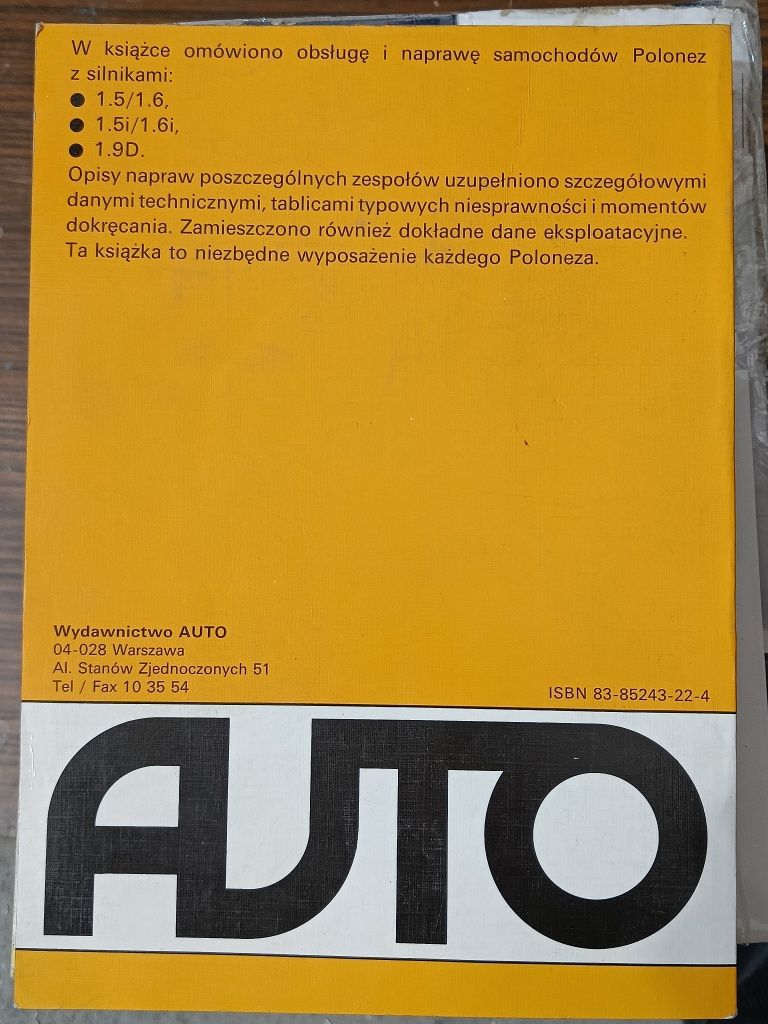 W książce omówiono obsługę i naprawę samochodów Polonez
z silnikami:
● 1.5/1.6,
● 1.5i/1.6i,
● 1.9D.
Opisy napraw poszczególnych zespołów uzupełniono szczegółowymi
danymi technicznymi, tablicami typowych niesprawności i momentów
dokręcania. Zamieszczono również dokładne dane eksploatacyjne.
Ta książka to niezbędne wyposażenie każdego Poloneza.
Wydawnictwo AUTO
04-028 Warszawa
Al. Stanów Zjednoczonych 51
Tel / Fax 10 35 54
ISBN 83-85243-22-4
AUTO